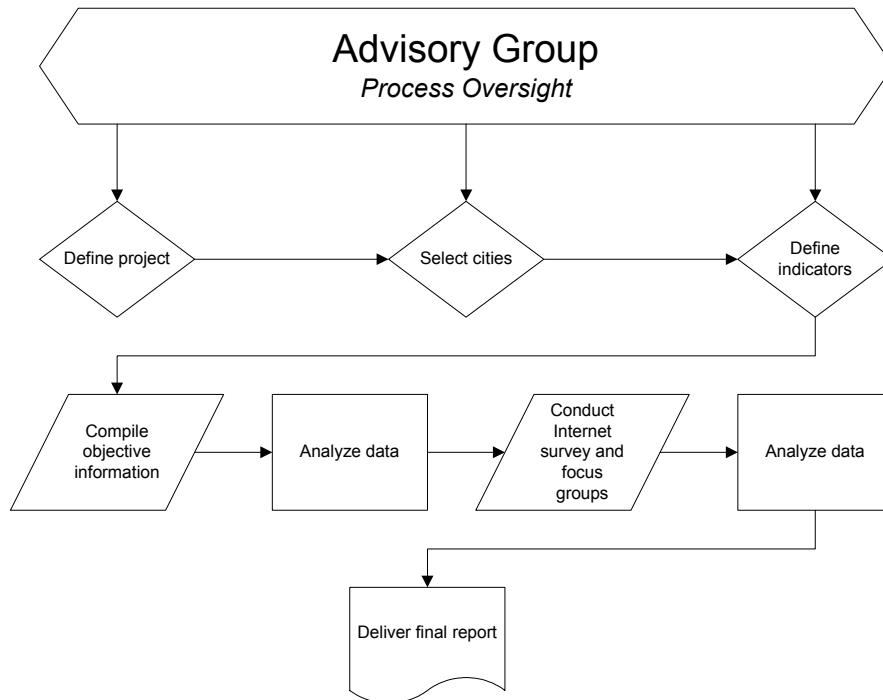 Advisory Group
Process Oversight
Define project
Select cities
Define
indicators
Compile
objective
information
Analyze data
Conduct
Internet
survey and
focus
groups
Analyze data
Deliver final report